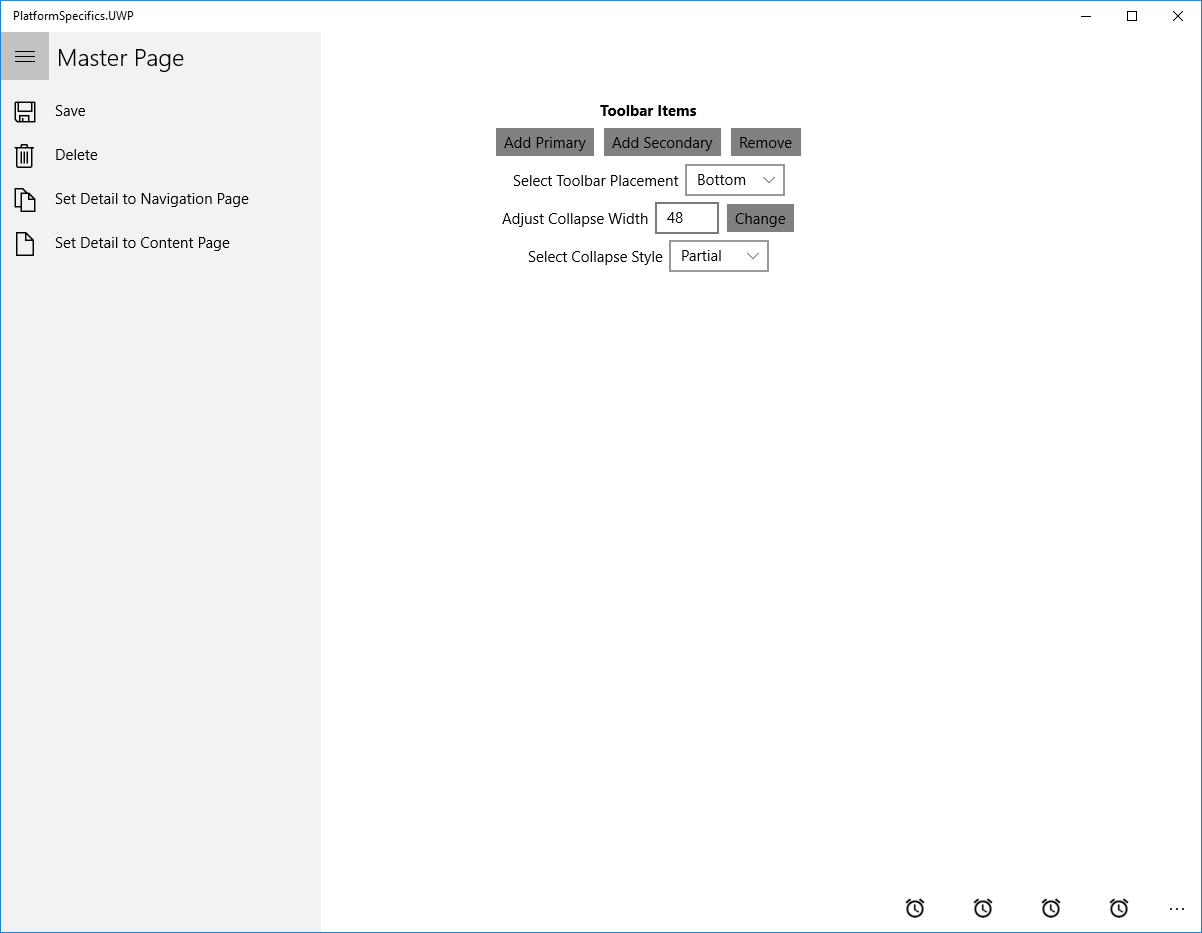 PlatformSpecifics.UWP
Master Page
Save
Delete
Set Detail to Navigation Page
Set Detail to Content Page
Toolbar Items
Add Primary Add Secondary Remove
Select Toolbar Placement Bottom
Adjust Collapse Width 48 Change
Select Collapse Style Partial